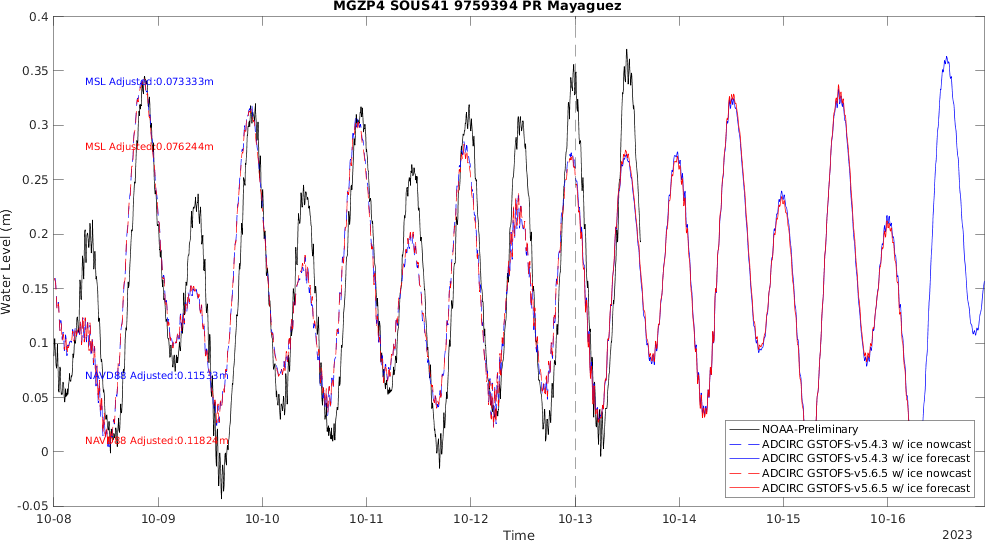 MGZP4 SOUS41 9759394 PR Mayaguez
0.4
0.35
0.3
0.25
0.2
0.15
0.1
0.05
0
-0.05
Water Level (m)
MSL Adjusted:0.073333m
MSL Adjusted:0.076244m
NAVD88 Adjusted:0.11533m
NAVD88 Adjusted:0.11824m
NOAA-Preliminary
ADCIRC GSTOFS-v5.4.3 w/ ice nowcast
ADCIRC GSTOFS-v5.4.3 w/ ice forecast
ADCIRC GSTOFS-v5.6.5 w/ ice nowcast
ADCIRC GSTOFS-v5.6.5 w/ ice forecast
10-08 10-09 10-10 10-11 10-12 10-13 10-14 10-15 10-16
Time
2023